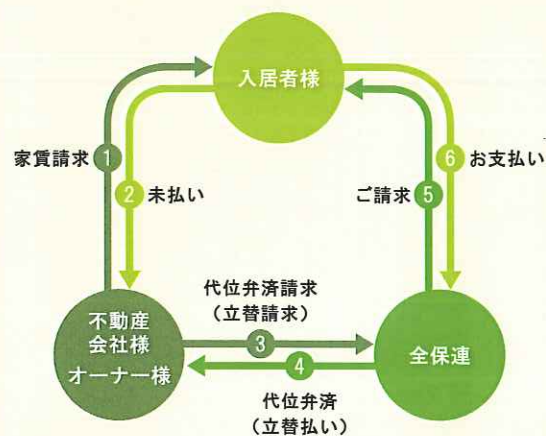 入居者様
家賃請求
1
2
未払い
ご請求
5
6
お支払い
代位弁済請求
(立替請求)
3
不動産
会社様
オーナー様
4
全保連
代位弁済
(立替払い)